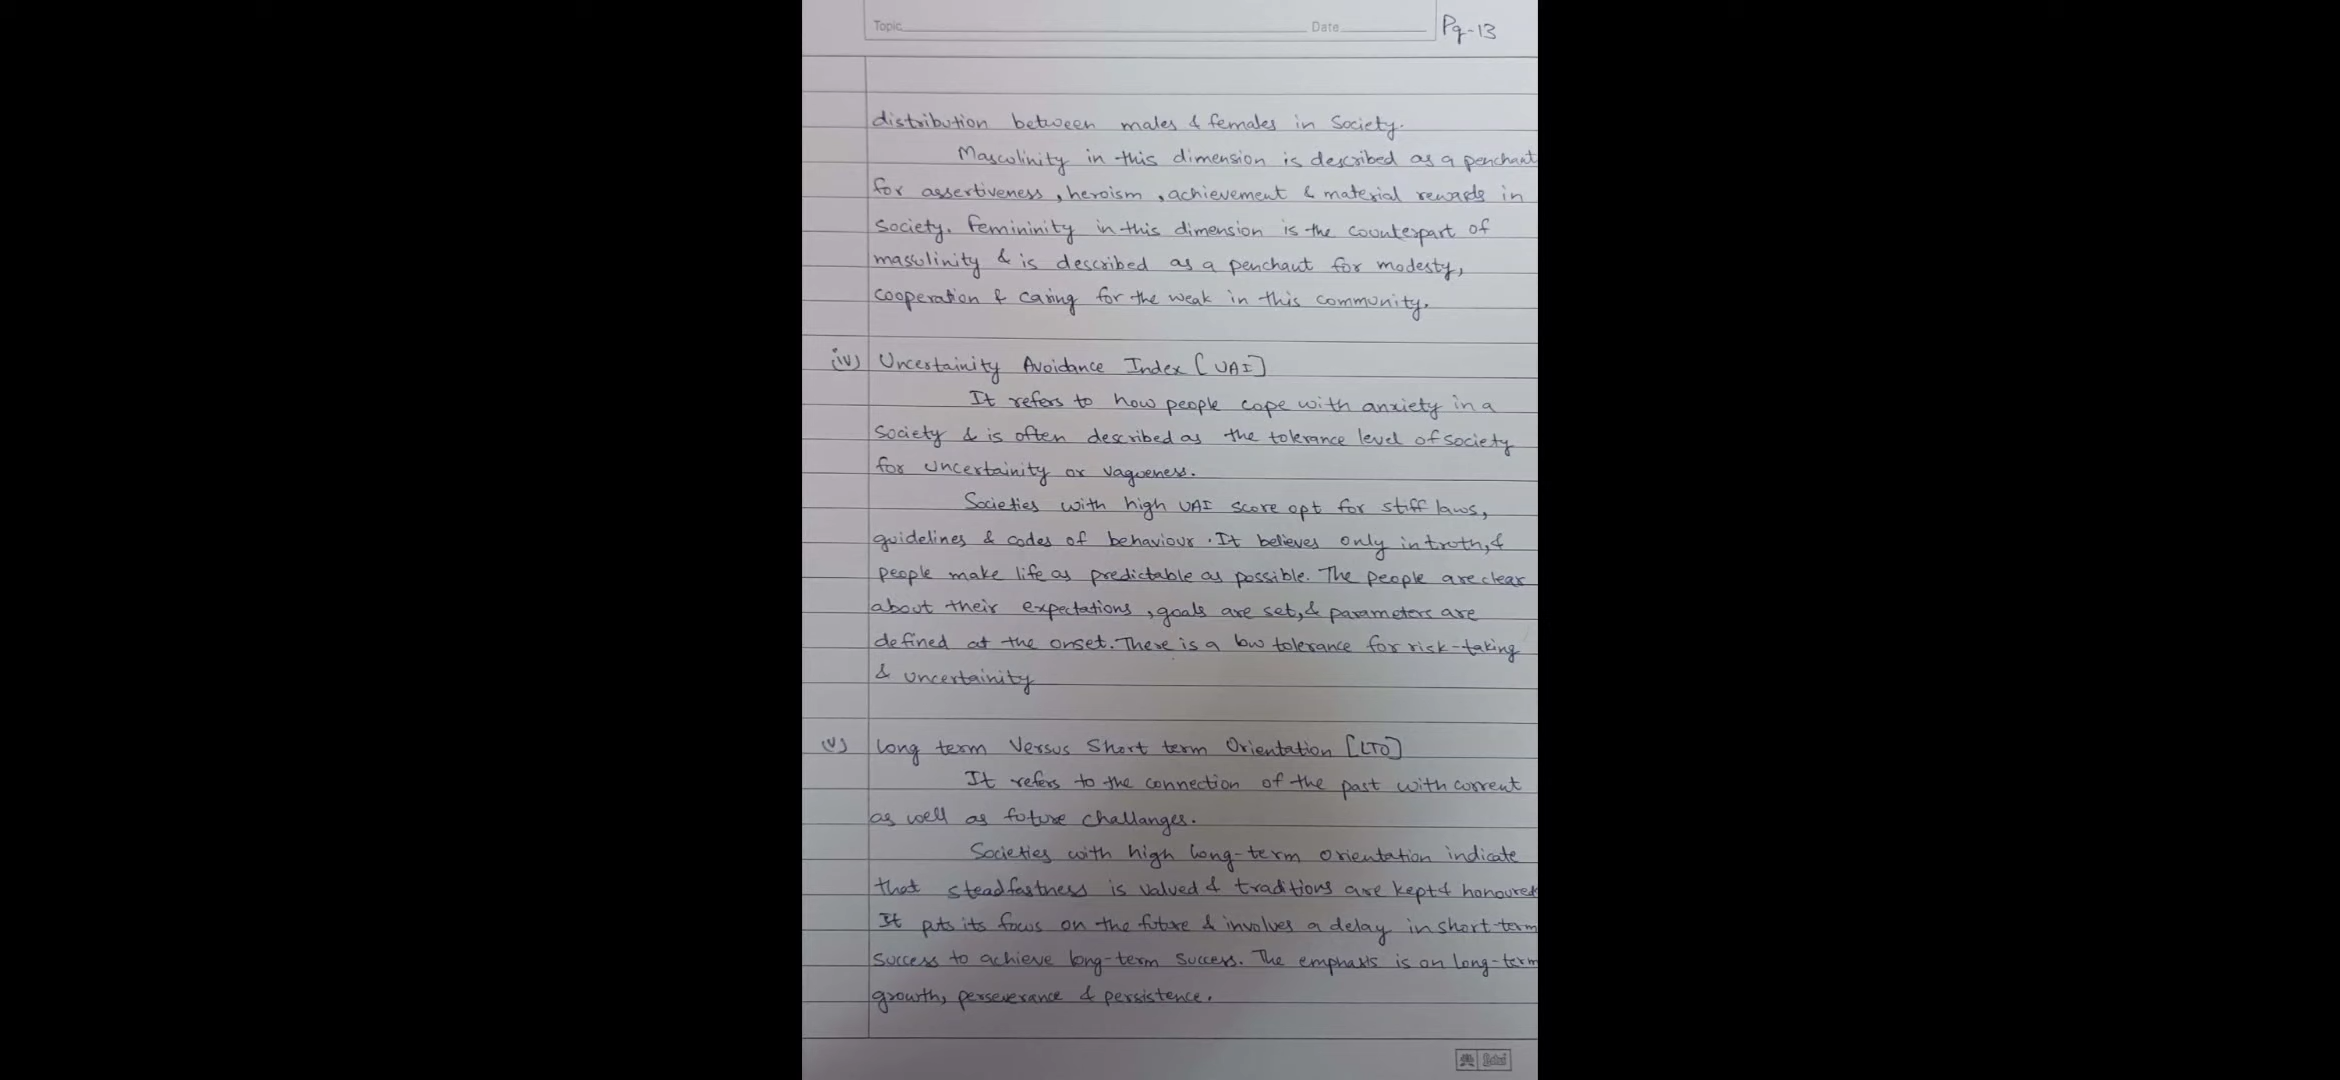 Topic Date Pg-13
distribution between males & females in Society.
Masculinity in this dimension is described as a penchant
for assertiveness, heroism, achievement & material rewards in
society. Femininity in this dimension is the counterpart of
masulinity & is described as a penchaut for modesty,
cooperation & caring for the weak in this community.
(iv) Uncertainity Avoidance Index [UAI]
It refers to how people cope with anxiety in a
society & is often described as the tolerance level of society
for uncertainity or vagueness.
Societies with high UAI score opt for stiff laws,
guidelines & codes of behaviour. It believes only in truth, &
people make life as predictable as possible. The people are clear
about their expectations, goals are set, & parameters are
defined at the onset. There is a low tolerance for risk-taking
& uncertainity
(v) Long term Versus Short term Orientation [LTO]
It refers to the connection of the past with current
as well as future challanges.
Societies with high long-term orientation indicate
that steadfastness is valued & traditions are kept & honoured
It puts its focus on the future & involves a delay in short-term
success to achieve long-term success. The emphasis is on long-term
growth, perseverance & persistence.